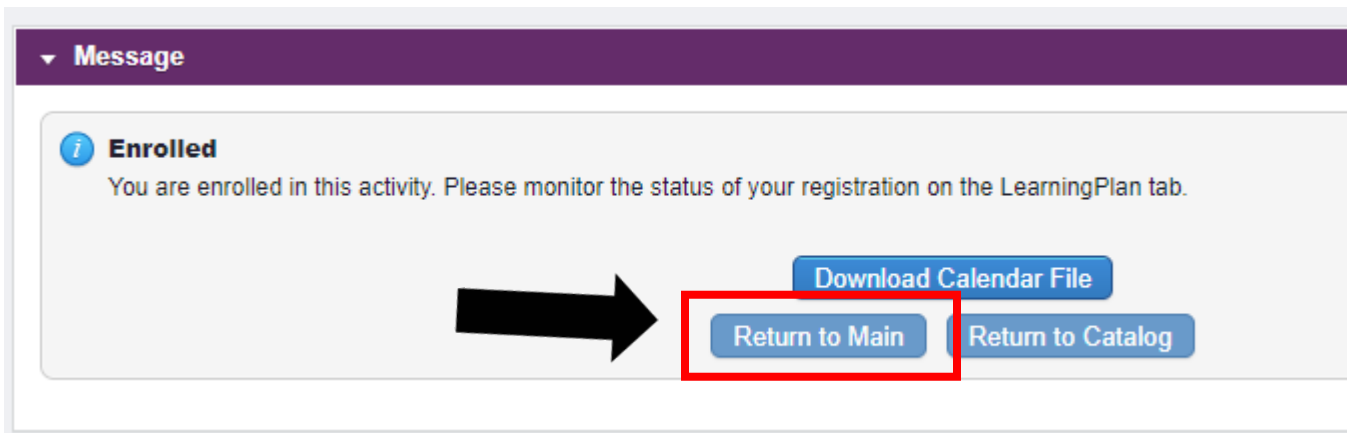 Message
Enrolled
You are enrolled in this activity. Please monitor the status of your registration on the LearningPlan tab.
Download Calendar File
Return to Main
Return to Catalog